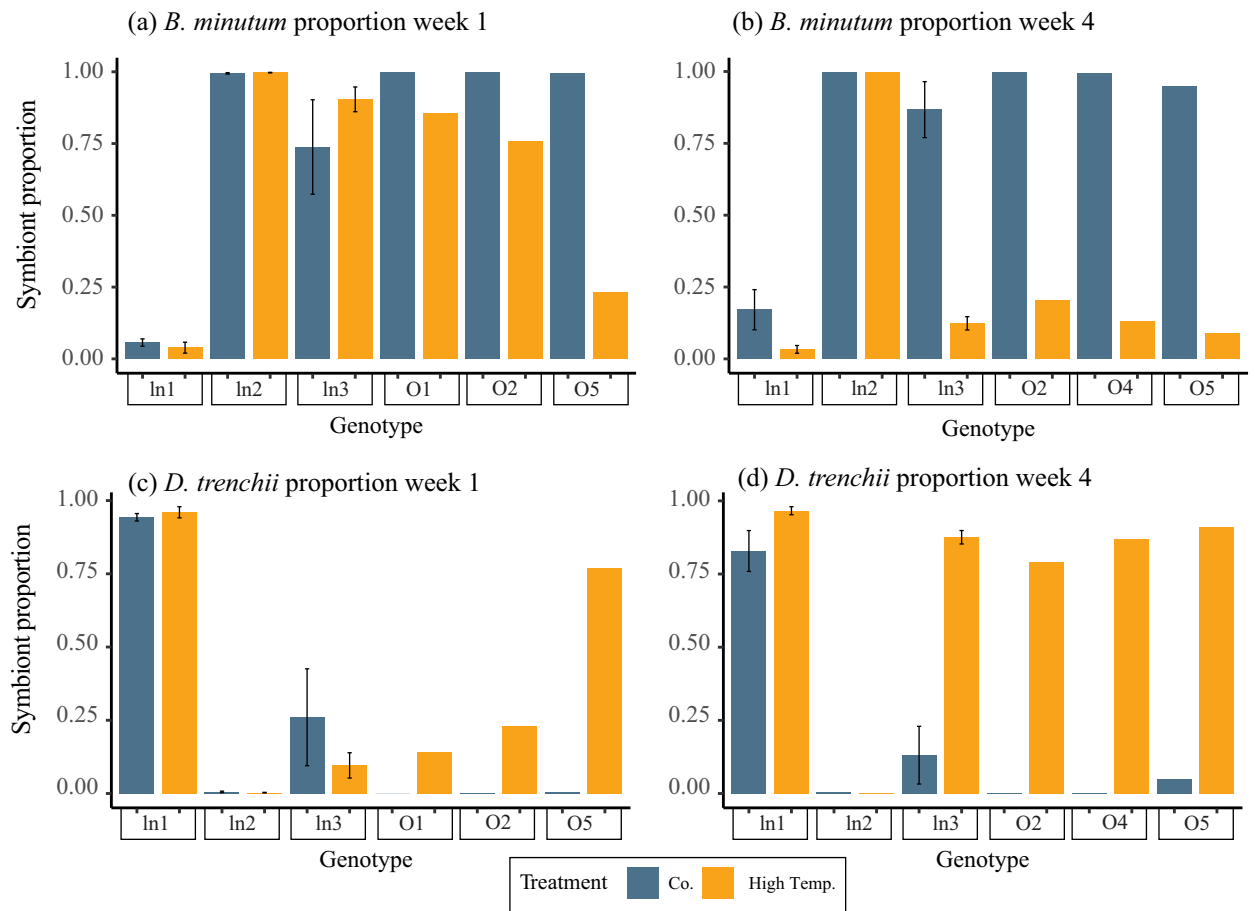 (a) B. minutum proportion week 1
Symbiont proportion
1.00
0.75
0.50
0.25
0.00
ln1 ln2 ln3 O1 O2 O5
Genotype
(b) B. minutum proportion week 4
1.00
0.75
0.50
0.25
0.00
ln1 ln2 ln3 O2 O4 O5
Genotype
(c) D. trenchii proportion week 1
Symbiont proportion
1.00
0.75
0.50
0.25
0.00
ln1 ln2 ln3 O1 O2 O5
Genotype
(d) D. trenchii proportion week 4
1.00
0.75
0.50
0.25
0.00
ln1 ln2 ln3 O2 O4 O5
Genotype
Treatment Co. High Temp.